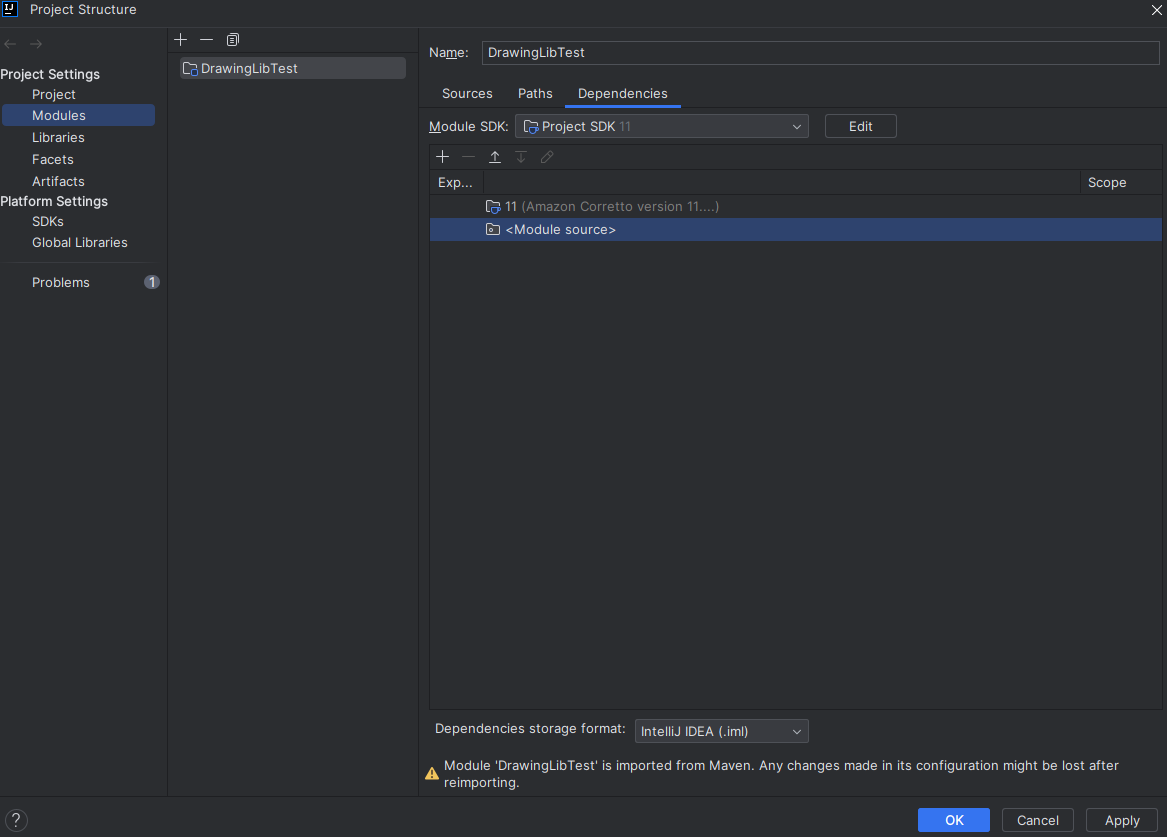 Project Structure
Project Settings
Project
Modules
Libraries
Facets
Artifacts
Platform Settings
SDKs
Global Libraries
Problems 1
DrawingLibTest
Name: DrawingLibTest
Sources Paths Dependencies
Module SDK: Project SDK 11 Edit
Exp... Scope
11 (Amazon Corretto version 11....)
<Module source>
Dependencies storage format: IntelliJ IDEA (.iml)
Module 'DrawingLibTest' is imported from Maven. Any changes made in its configuration might be lost after
reimporting.
? OK Cancel Apply